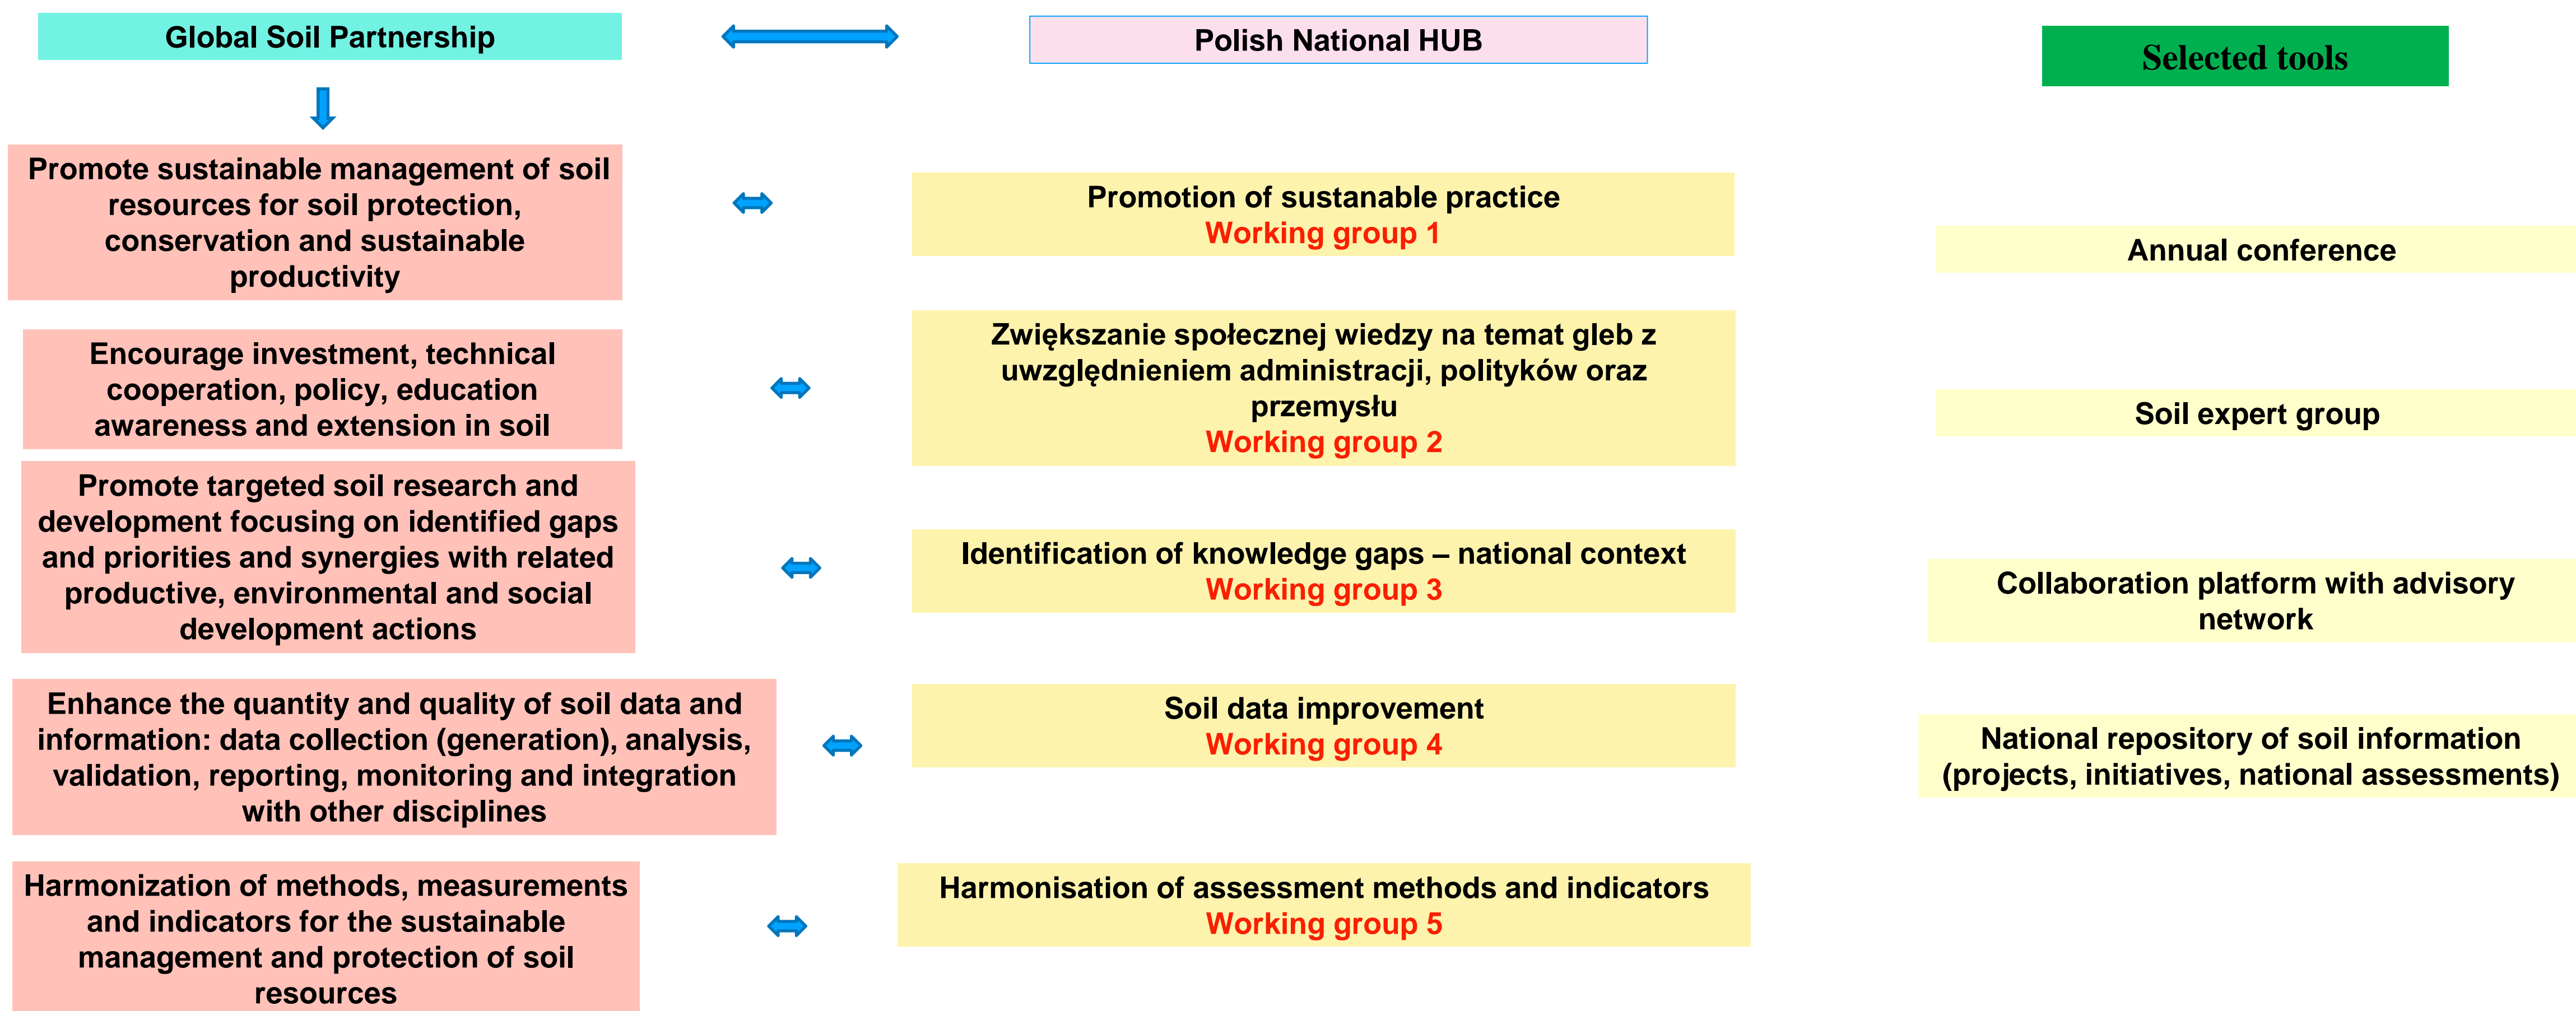 Global Soil Partnership
Polish National HUB
Selected tools
Promote sustainable management of soil
resources for soil protection,
conservation and sustainable
productivity
Promotion of sustanable practice
Working group 1
Annual conference
Encourage investment, technical
cooperation, policy, education
awareness and extension in soil
Zwiększanie społecznej wiedzy na temat gleb z
uwzględnieniem administracji, polityków oraz
przemysłu
Working group 2
Soil expert group
Promote targeted soil research and
development focusing on identified gaps
and priorities and synergies with related
productive, environmental and social
development actions
Identification of knowledge gaps – national context
Working group 3
Collaboration platform with advisory
network
Enhance the quantity and quality of soil data and
information: data collection (generation), analysis,
validation, reporting, monitoring and integration
with other disciplines
Soil data improvement
Working group 4
National repository of soil information
(projects, initiatives, national assessments)
Harmonization of methods, measurements
and indicators for the sustainable
management and protection of soil
resources
Harmonisation of assessment methods and indicators
Working group 5